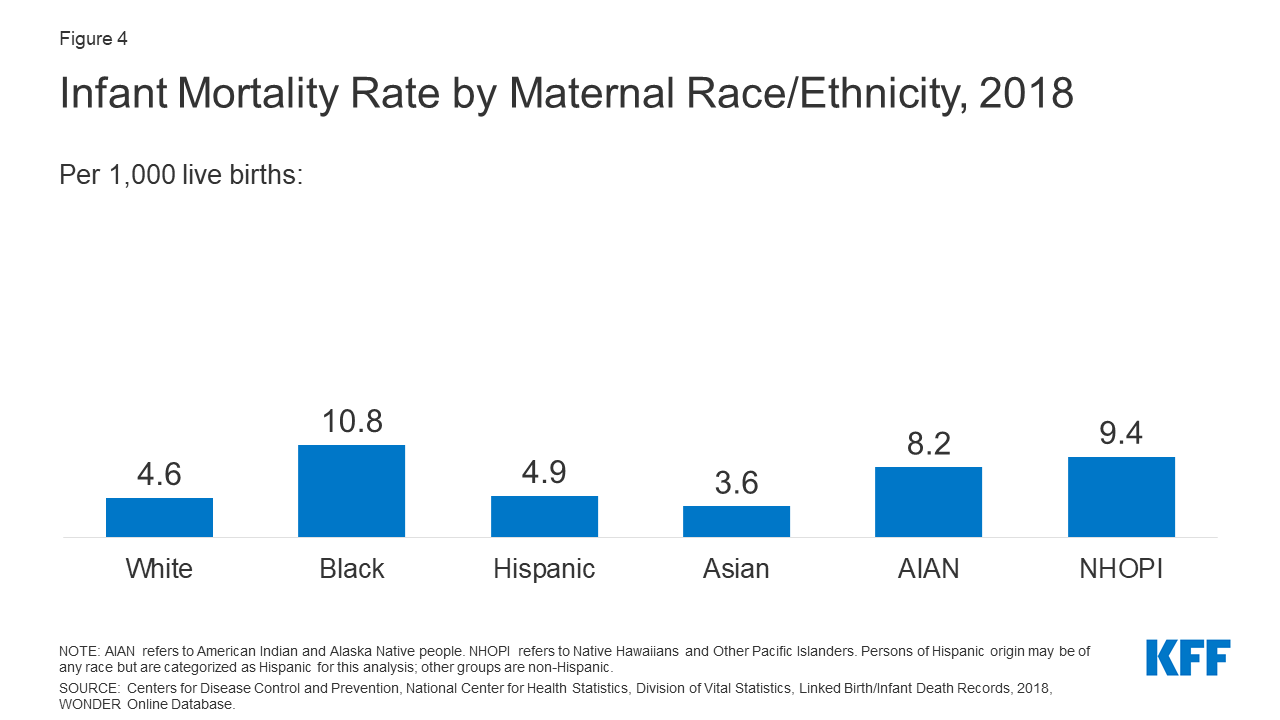 Figure 4
Infant Mortality Rate by Maternal Race/Ethnicity, 2018
Per 1,000 live births:
4.6
10.8
4.9
3.6
8.2
9.4
White
Black
Hispanic
Asian
AIAN
NHOPI
NOTE: AIAN refers to American Indian and Alaska Native people. NHOPI refers to Native Hawaiians and Other Pacific Islanders. Persons of Hispanic origin may be of
any race but are categorized as Hispanic for this analysis; other groups are non-Hispanic.
SOURCE: Centers for Disease Control and Prevention, National Center for Health Statistics, Division of Vital Statistics, Linked Birth/Infant Death Records, 2018,
WONDER Online Database.
KFF